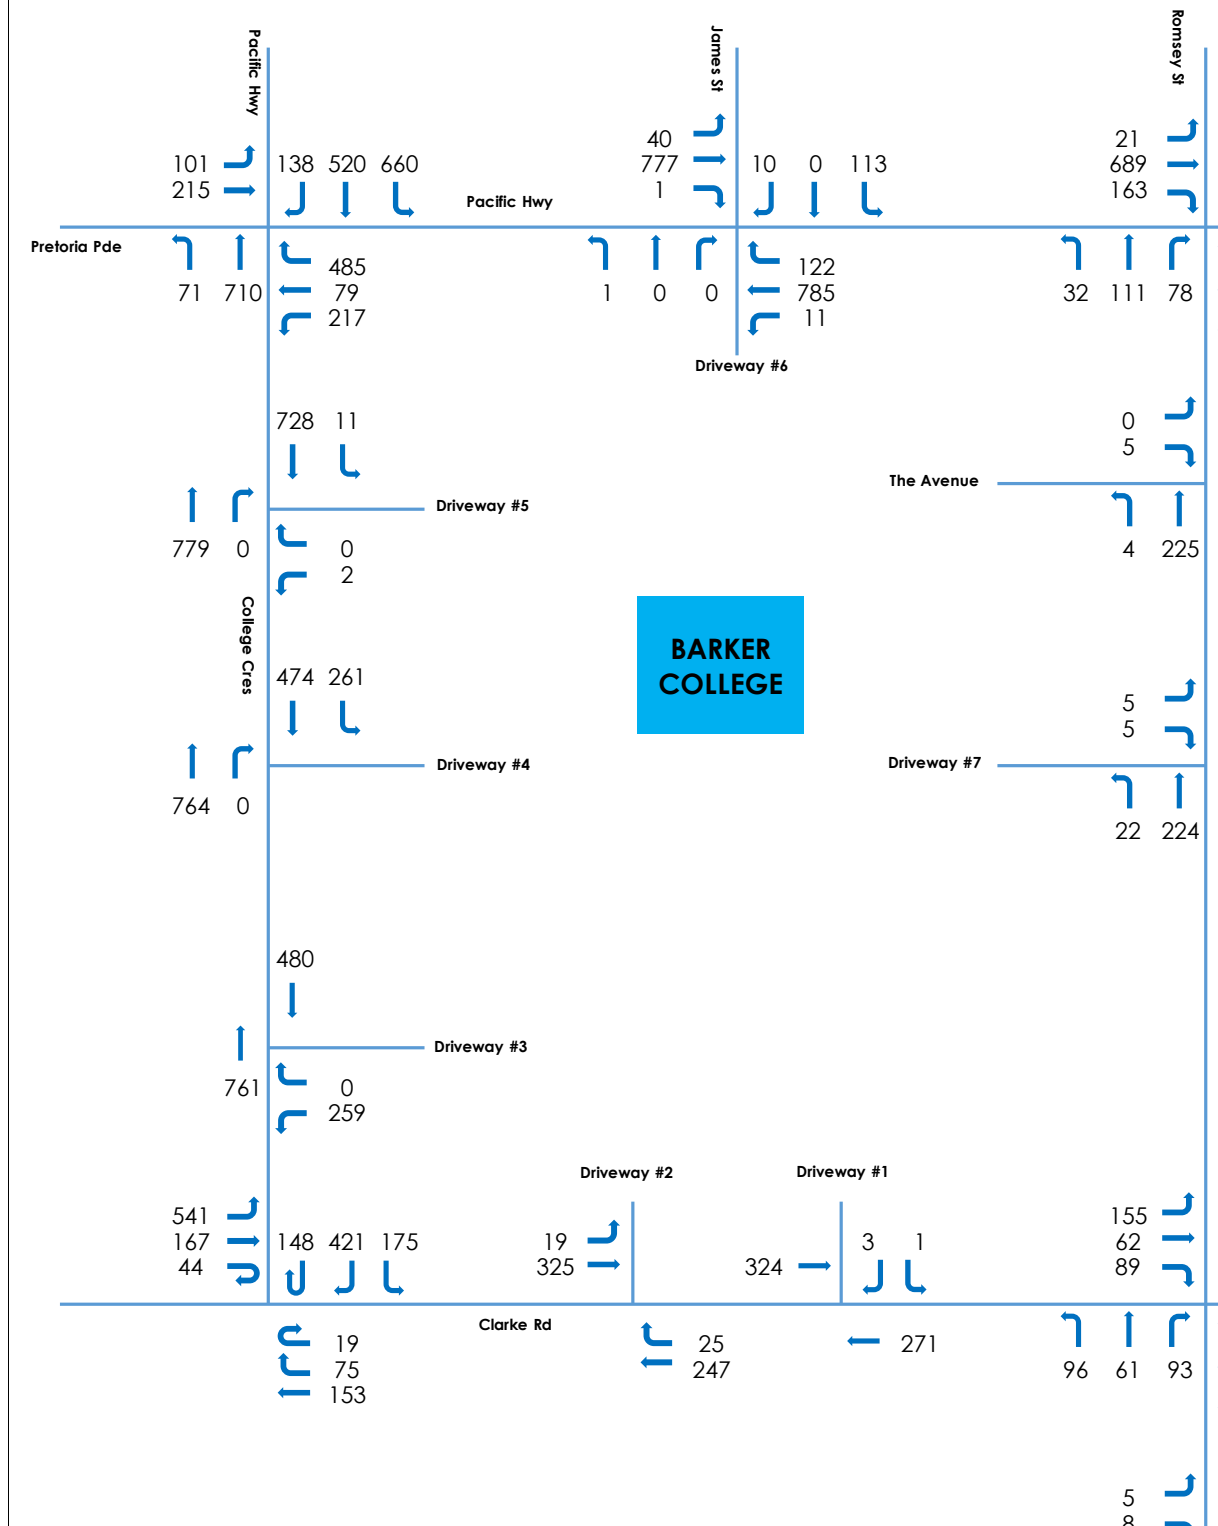 Pacific Hwy
James St
Romsey St
40
21
101
138 520 660
777
10 0 113
689
215
1
163
Pacific Hwy
Pretoria Pde
485
122
71 710
79
1 0 0
785
32 111 78
217
11
Driveway #6
728 11
0
5
The Avenue
Driveway #5
779 0
0
4 225
2
College Cres
BARKER
COLLEGE
474 261
5
5
Driveway #4
Driveway #7
764 0
22 224
480
Driveway #3
761
0
259
Driveway #2
Driveway #1
541
155
167
148 421 175
19
3 1
62
44
325
324
89
Clarke Rd
19
25
271
75
247
96 61 93
153
5
8